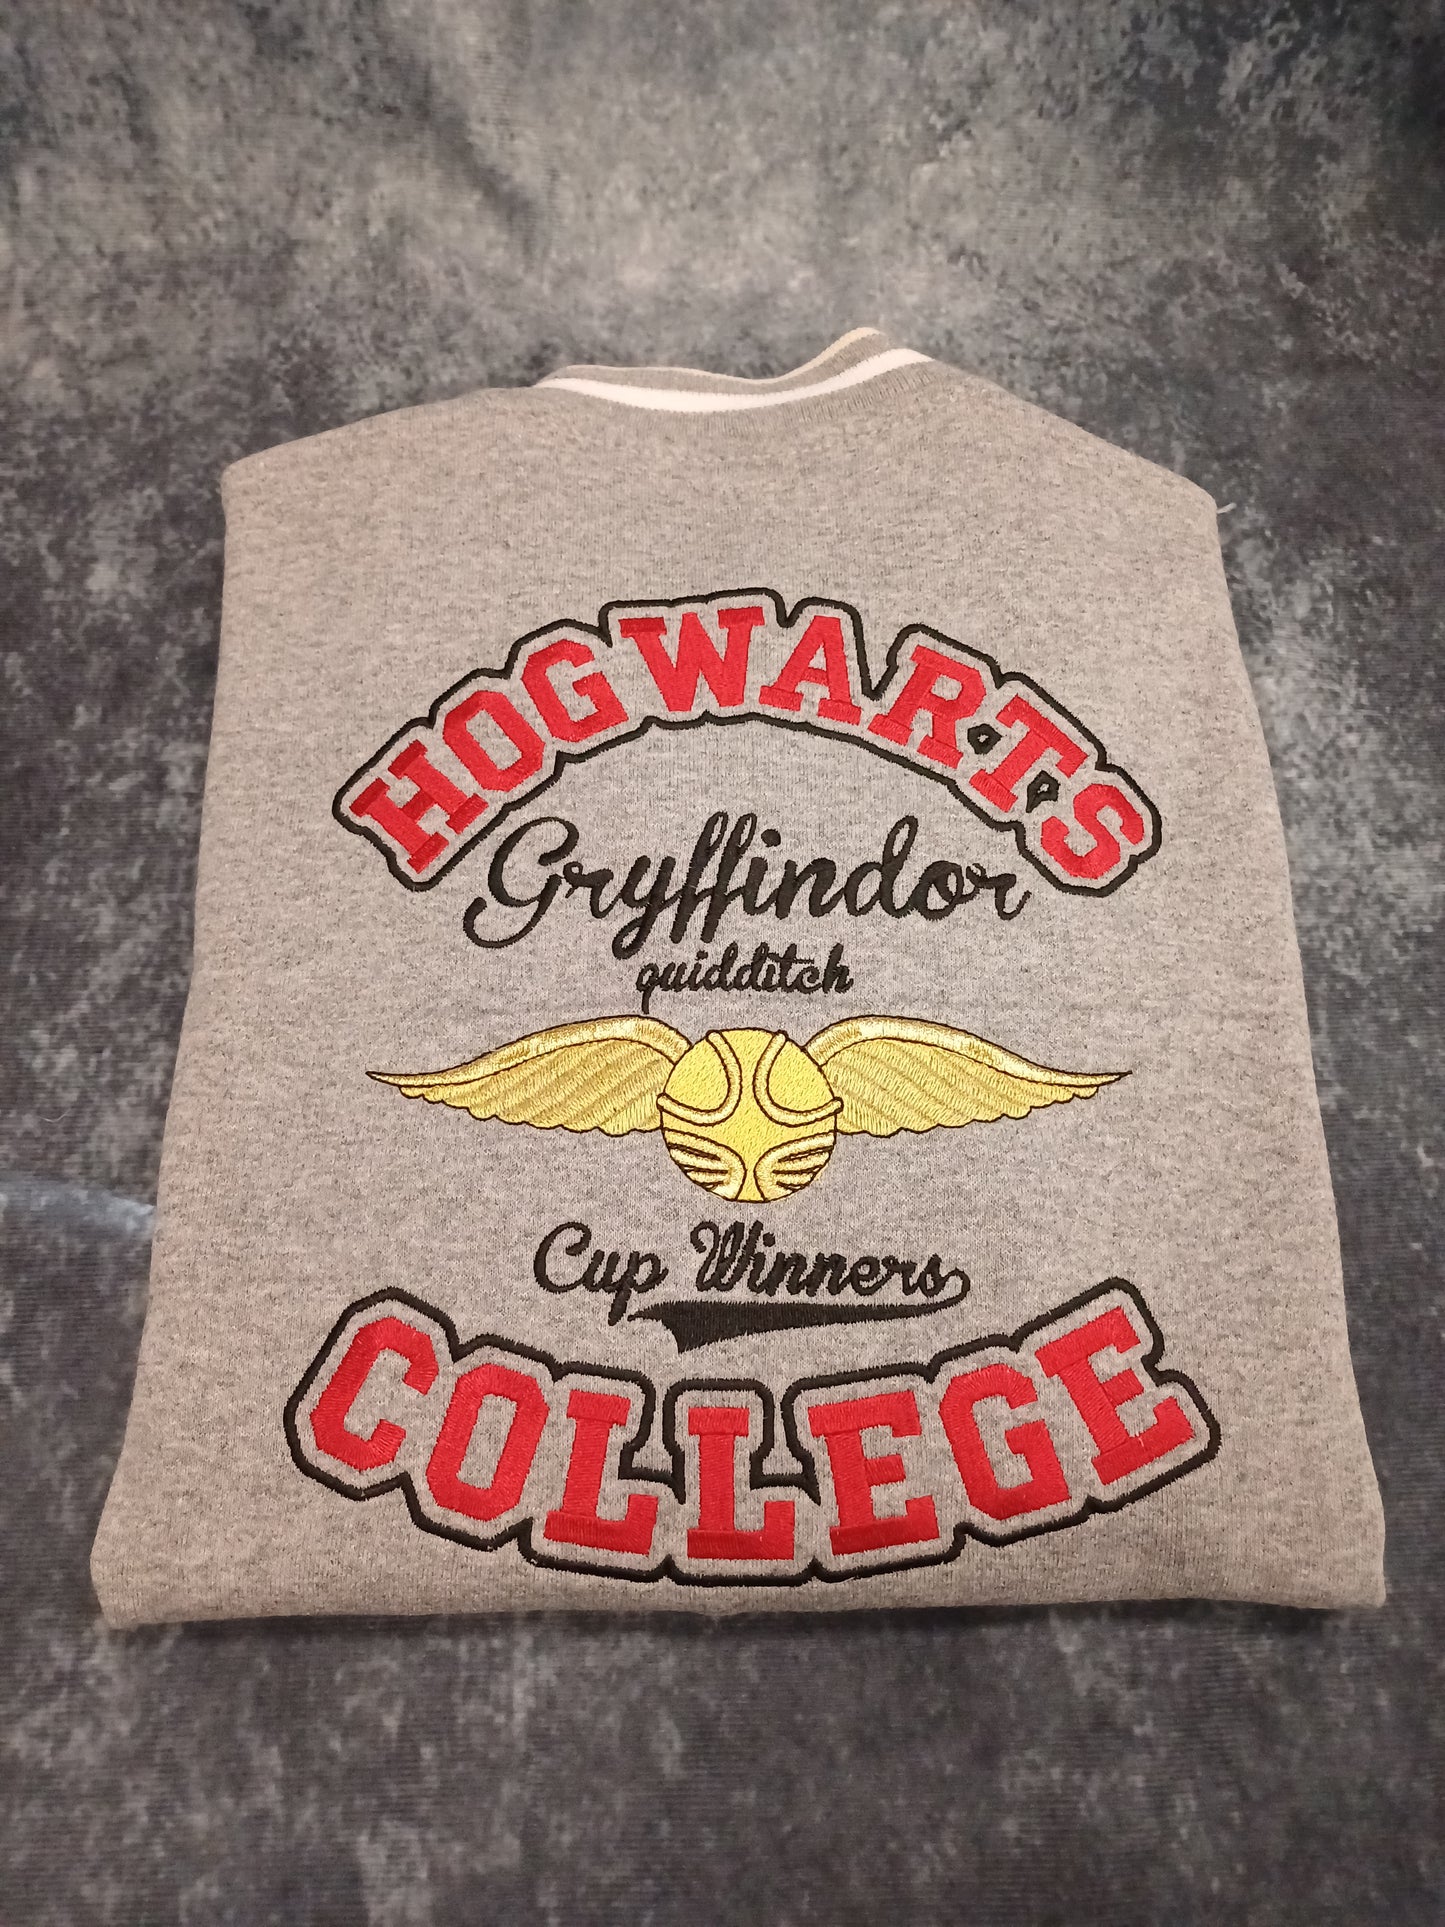 HOGWARTS
Gryffindor
quidditch
Cup Winners
COLLEGE